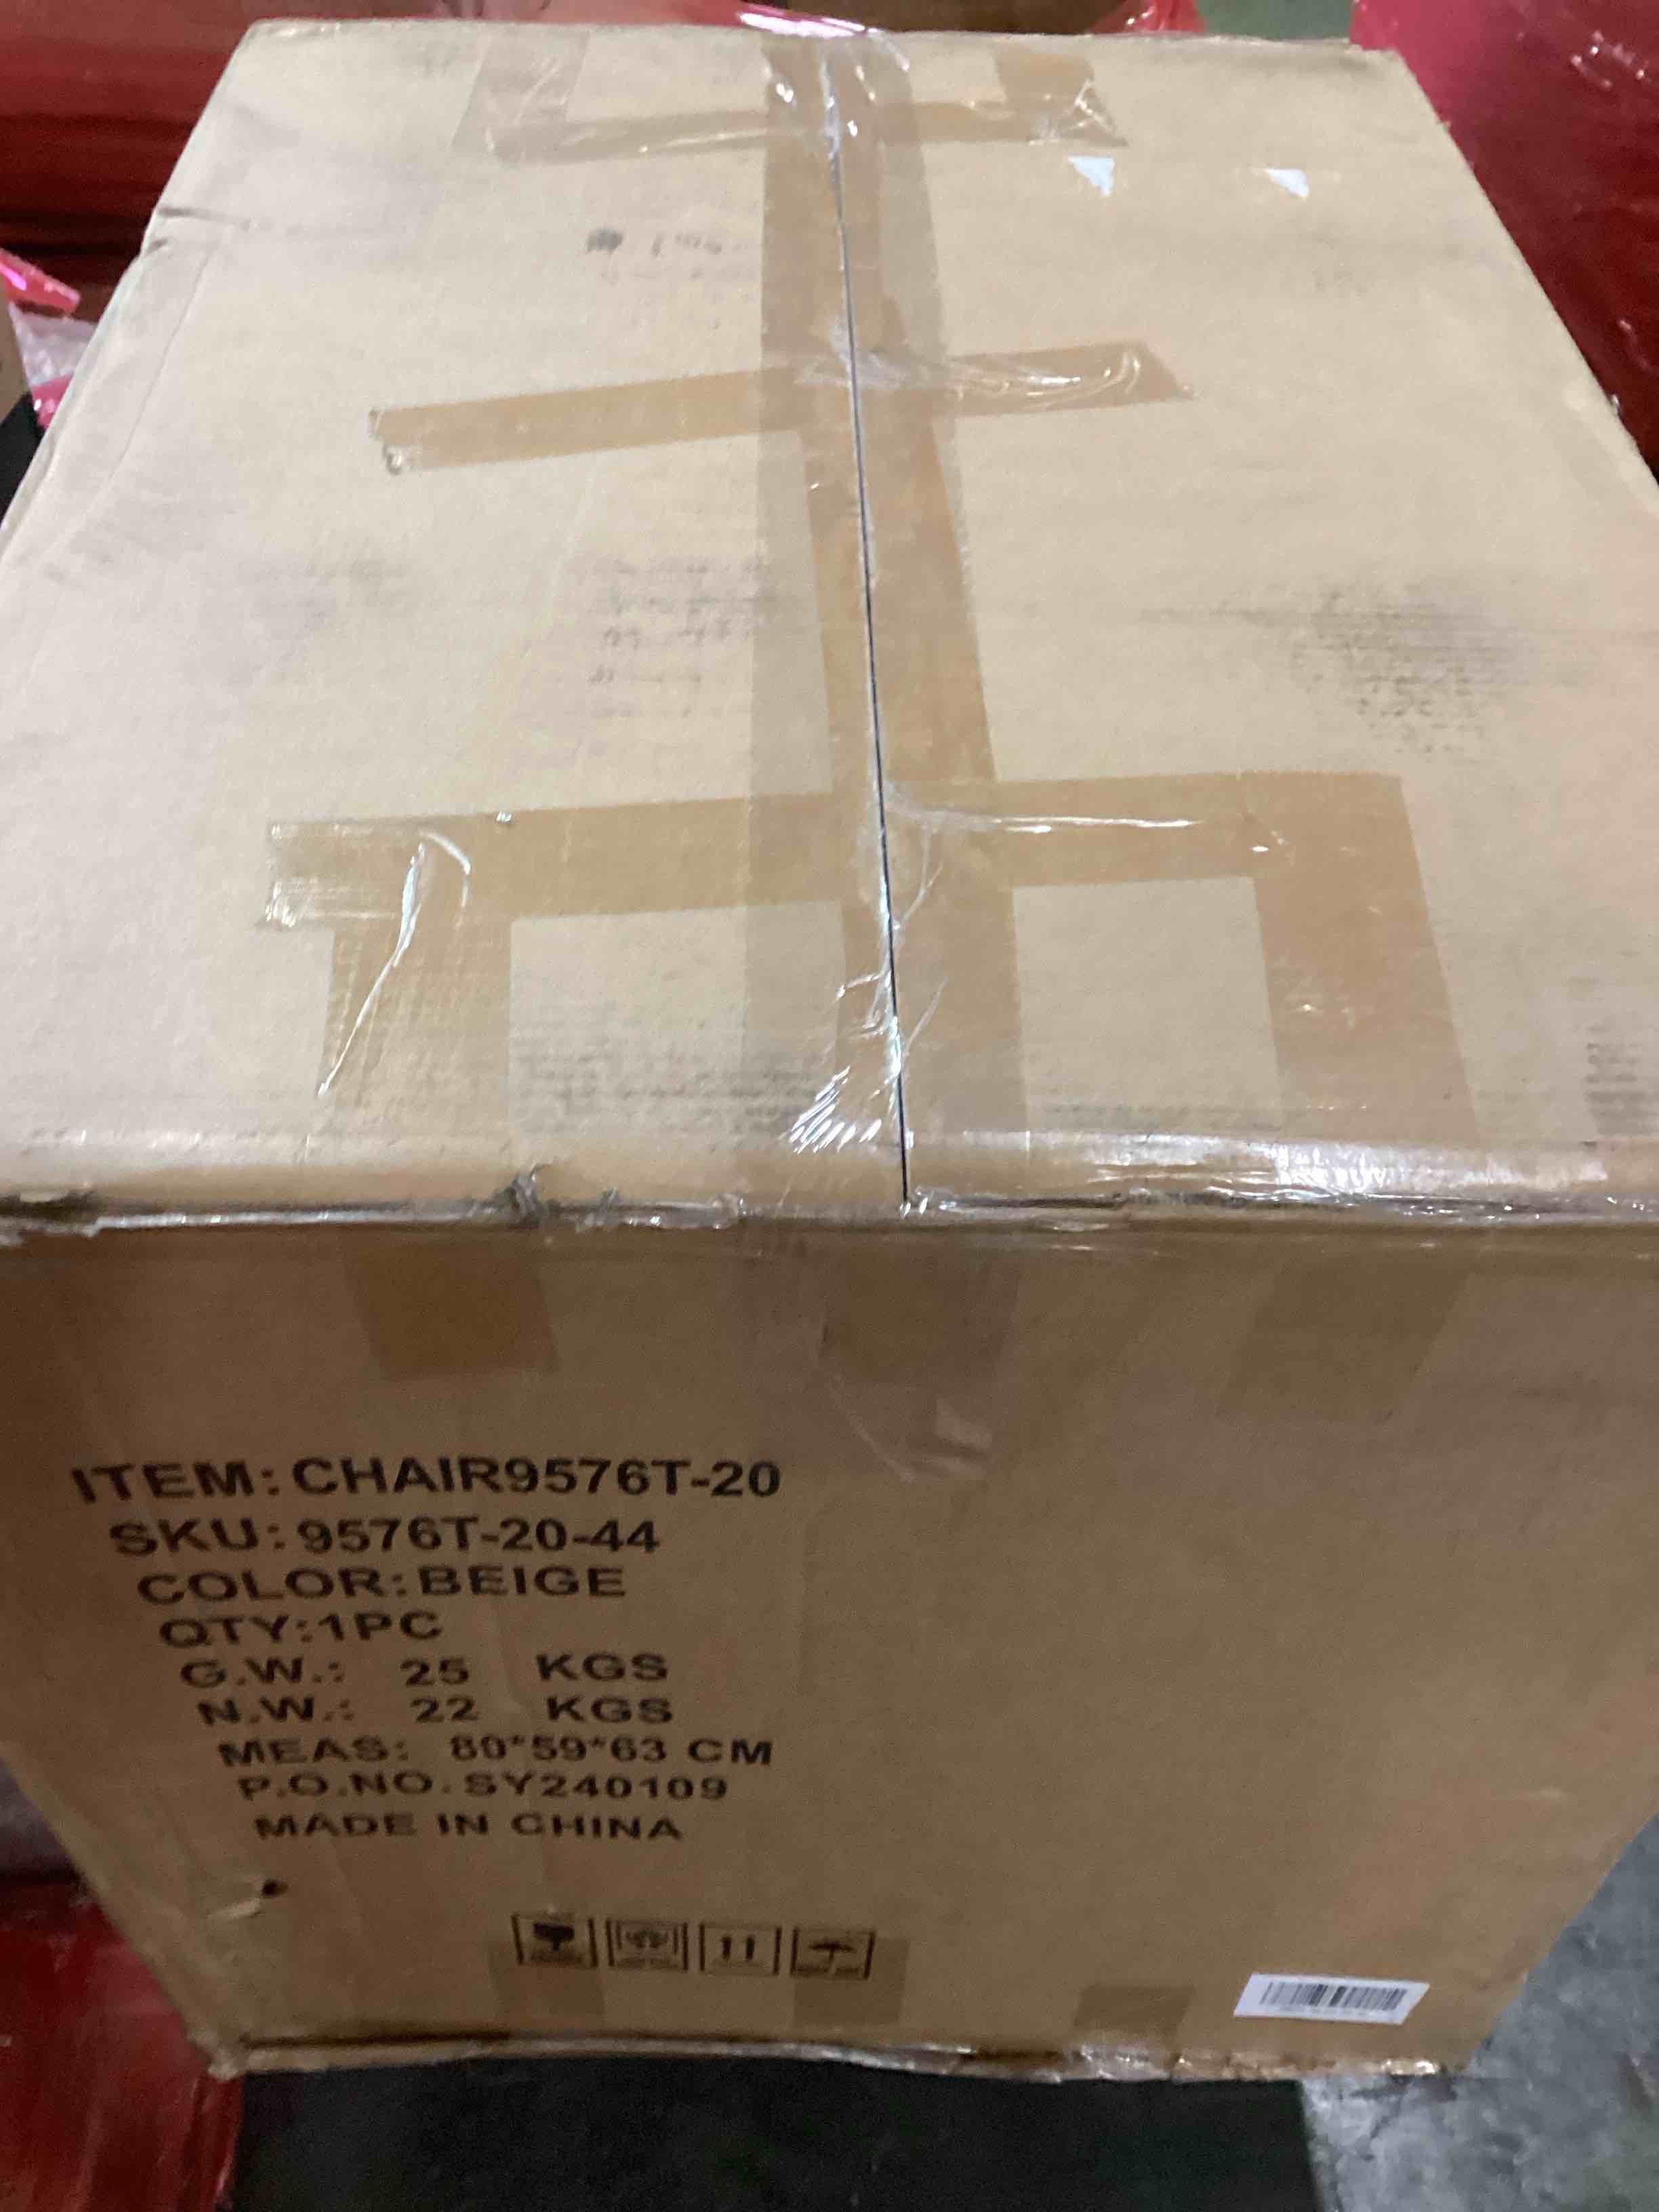 ITEM: CHAIR9576T-20
SKU: 9576T-20-44
COLOR: BEIGE
QTY:1PC
G.W.: 25 KGS
N.W.: 22 KGS
MEAS: 80*59*63 CM
P.O.NO. SY240109
MADE IN CHINA